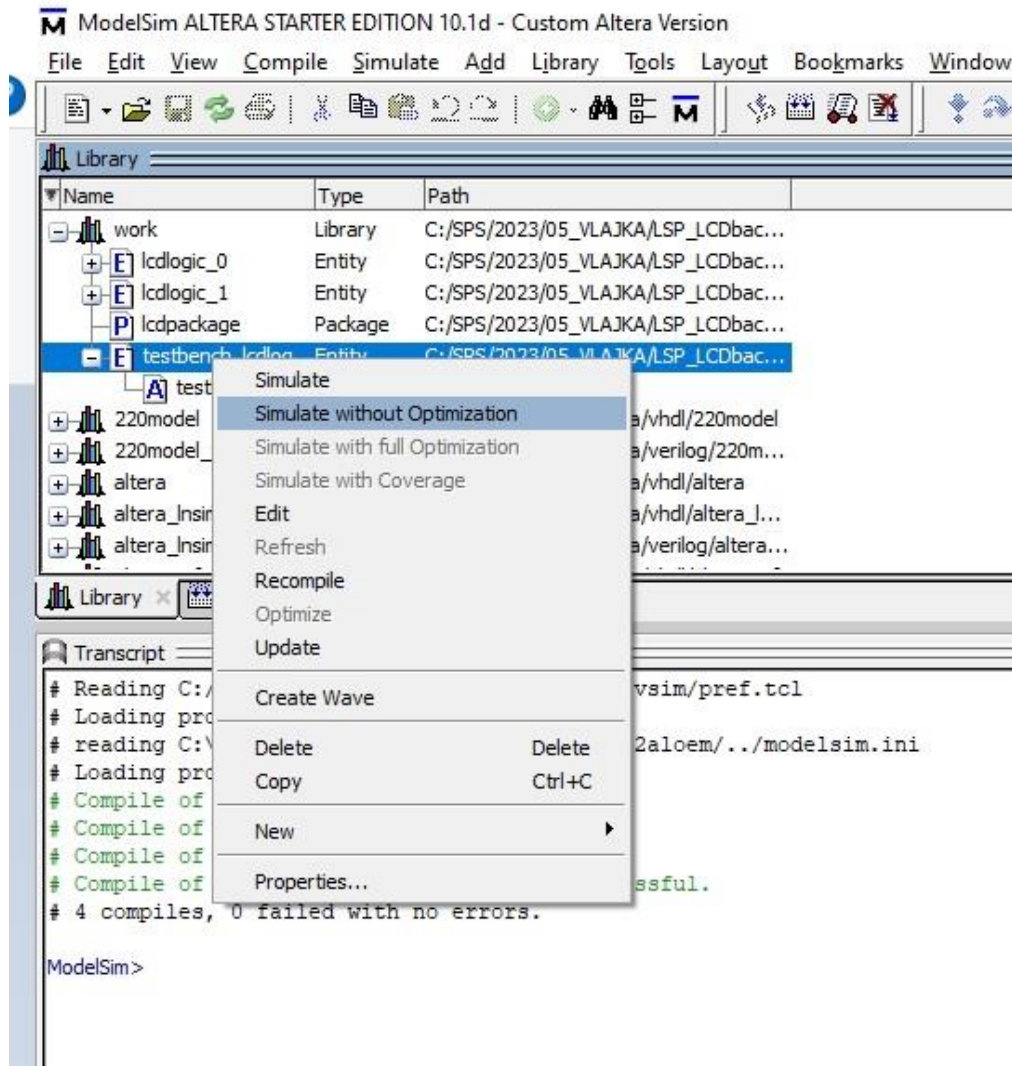 ModelSim ALTERA STARTER EDITION 10.1d - Custom Altera Version
File Edit View Compile Simulate Add Library Tools Layout Bookmarks Window
Library
Name Type Path
work Library C:/SPS/2023/05_VLAJKA/LSP_LCDbac...
lcdlogic_0 Entity C:/SPS/2023/05_VLAJKA/LSP_LCDbac...
lcdlogic_1 Entity C:/SPS/2023/05_VLAJKA/LSP_LCDbac...
lcdpackage Package C:/SPS/2023/05_VLAJKA/LSP_LCDbac...
testbench_lcdlog... Entity C:/SPS/2023/05_VLAJKA/LSP_LCDbac...
test
220model a/vhdl/220model
220model_ a/verilog/220m...
altera a/vhdl/altera
altera_lnsim a/vhdl/altera_l...
altera_lnsim a/verilog/altera...
Simulate
Simulate without Optimization
Simulate with full Optimization
Simulate with Coverage
Edit
Refresh
Recompile
Optimize
Update
Create Wave
Delete Delete
Copy Ctrl+C
New
Properties...
Library
Transcript
# Reading C:/ vsim/pref.tcl
# Loading pro
# reading C:\ 2aloem/../modelsim.ini
# Loading pro
# Compile of
# Compile of
# Compile of
# Compile of ssful.
# 4 compiles, 0 failed with no errors.
ModelSim>